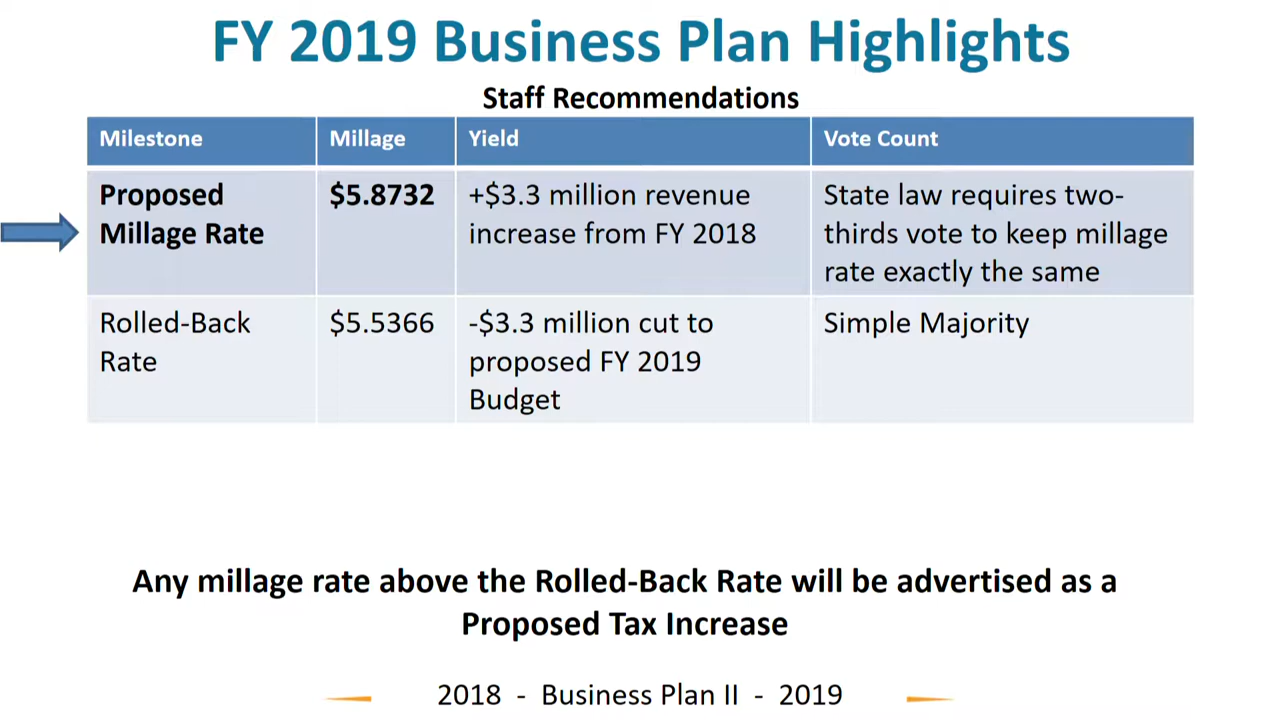 FY 2019 Business Plan Highlights
Staff Recommendations
Milestone Millage Yield Vote Count
Proposed Millage Rate $5.8732 +$3.3 million revenue increase from FY 2018 State law requires two-thirds vote to keep millage rate exactly the same
Rolled-Back Rate $5.5366 -$3.3 million cut to proposed FY 2019 Budget Simple Majority
Any millage rate above the Rolled-Back Rate will be advertised as a
Proposed Tax Increase
2018 - Business Plan II - 2019